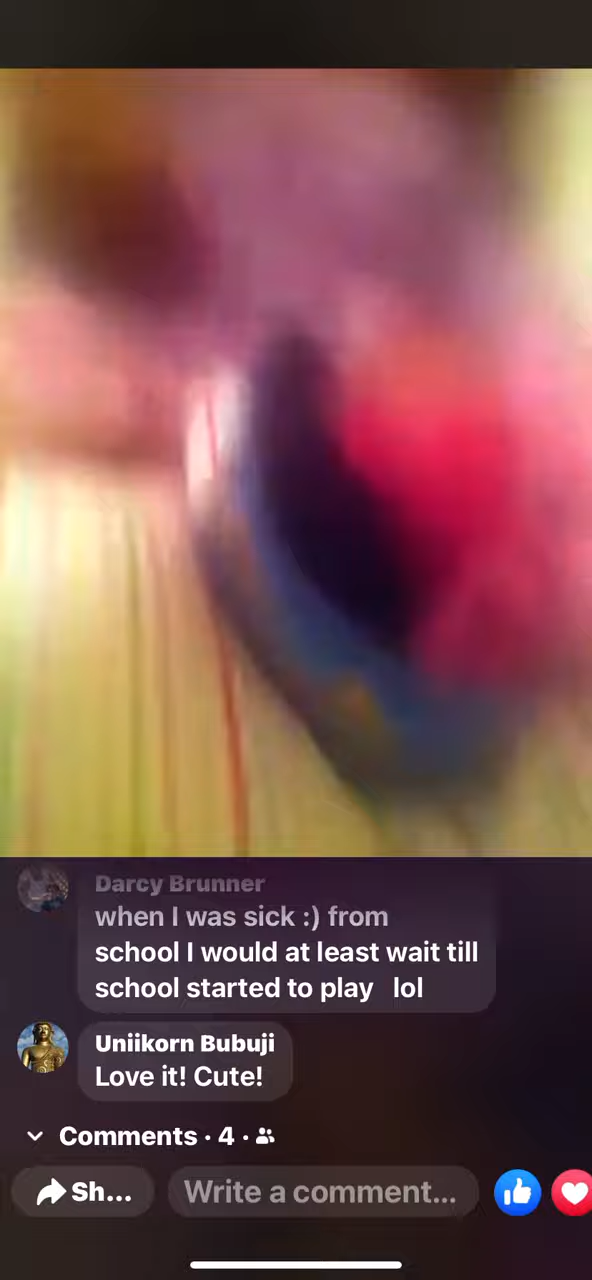 Darcy Brunner
when I was sick :) from
school I would at least wait till
school started to play lol
Uniikorn Bubuji
Love it! Cute!
Comments · 4 ·
Sh...
Write a comment...